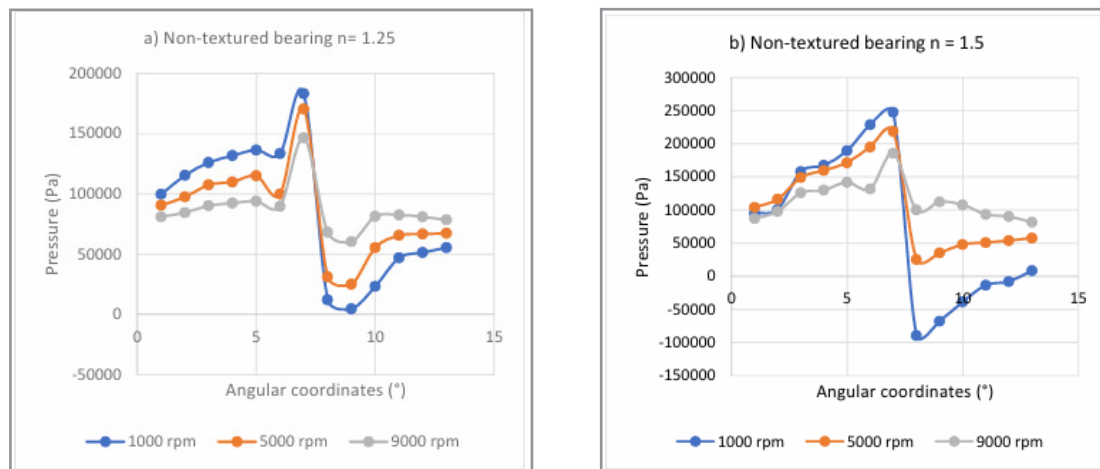 a) Non-textured bearing n= 1.25
200000
150000
100000
50000
0
-50000
0
5
10
15
Pressure (Pa)
Angular coordinates (°)
1000 rpm
5000 rpm
9000 rpm
b) Non-textured bearing n = 1.5
300000
250000
200000
150000
100000
50000
0
-50000
-100000
-150000
0
5
10
15
Pressure (Pa)
Angular coordinates (°)
1000 rpm
5000 rpm
9000 rpm